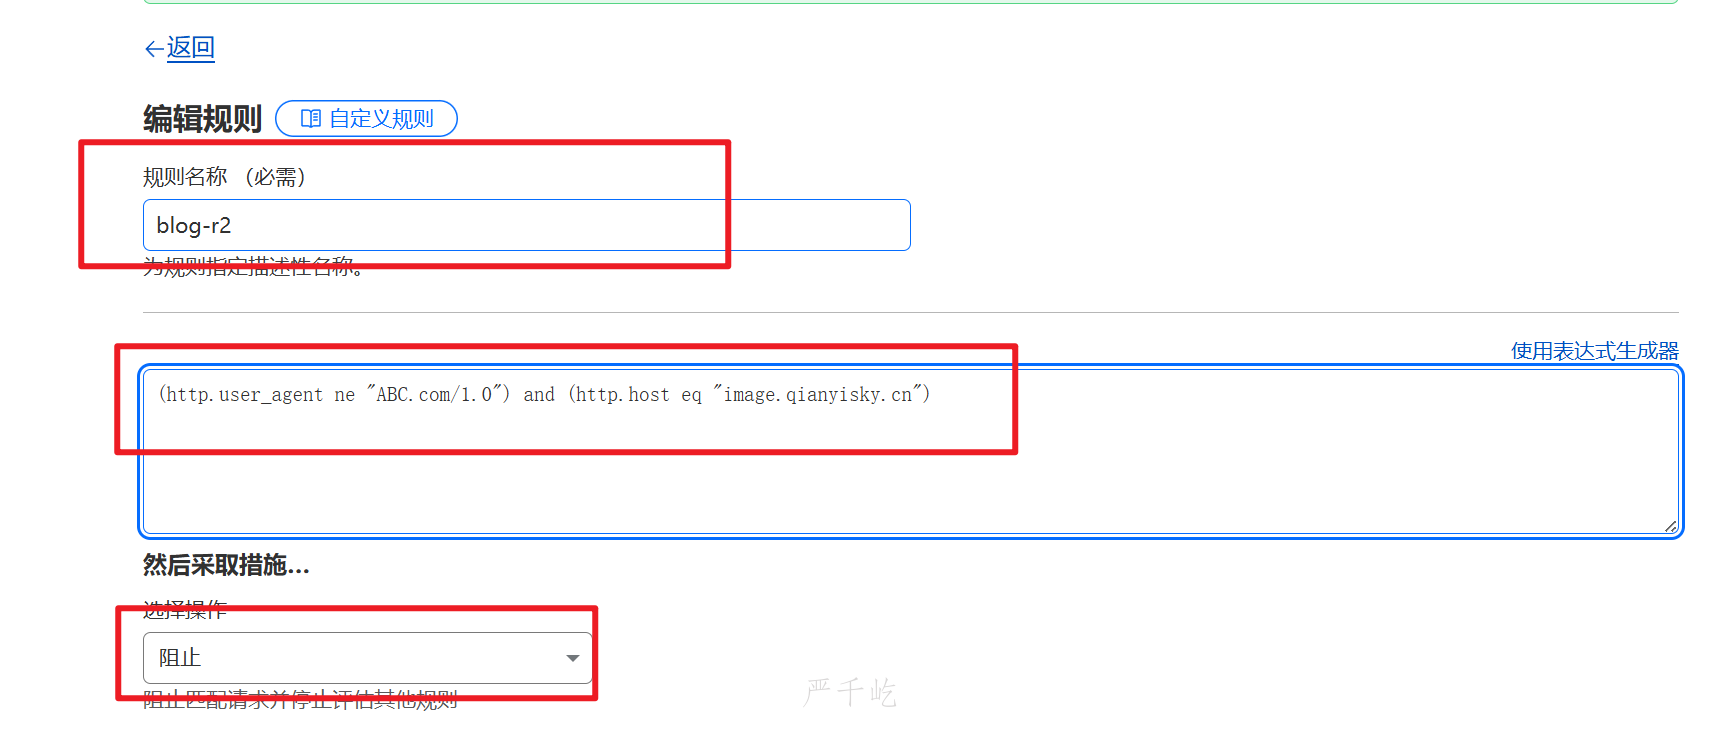 ←返回
编辑规则 自定义规则
规则名称 （必需）
blog-r2
为规则指定描述性名称。
使用表达式生成器
(http.user_agent ne "ABC.com/1.0") and (http.host eq "image.qianyisky.cn")
然后采取措施...
选择操作
阻止
阻止匹配请求并停止评估其他规则
严千屹